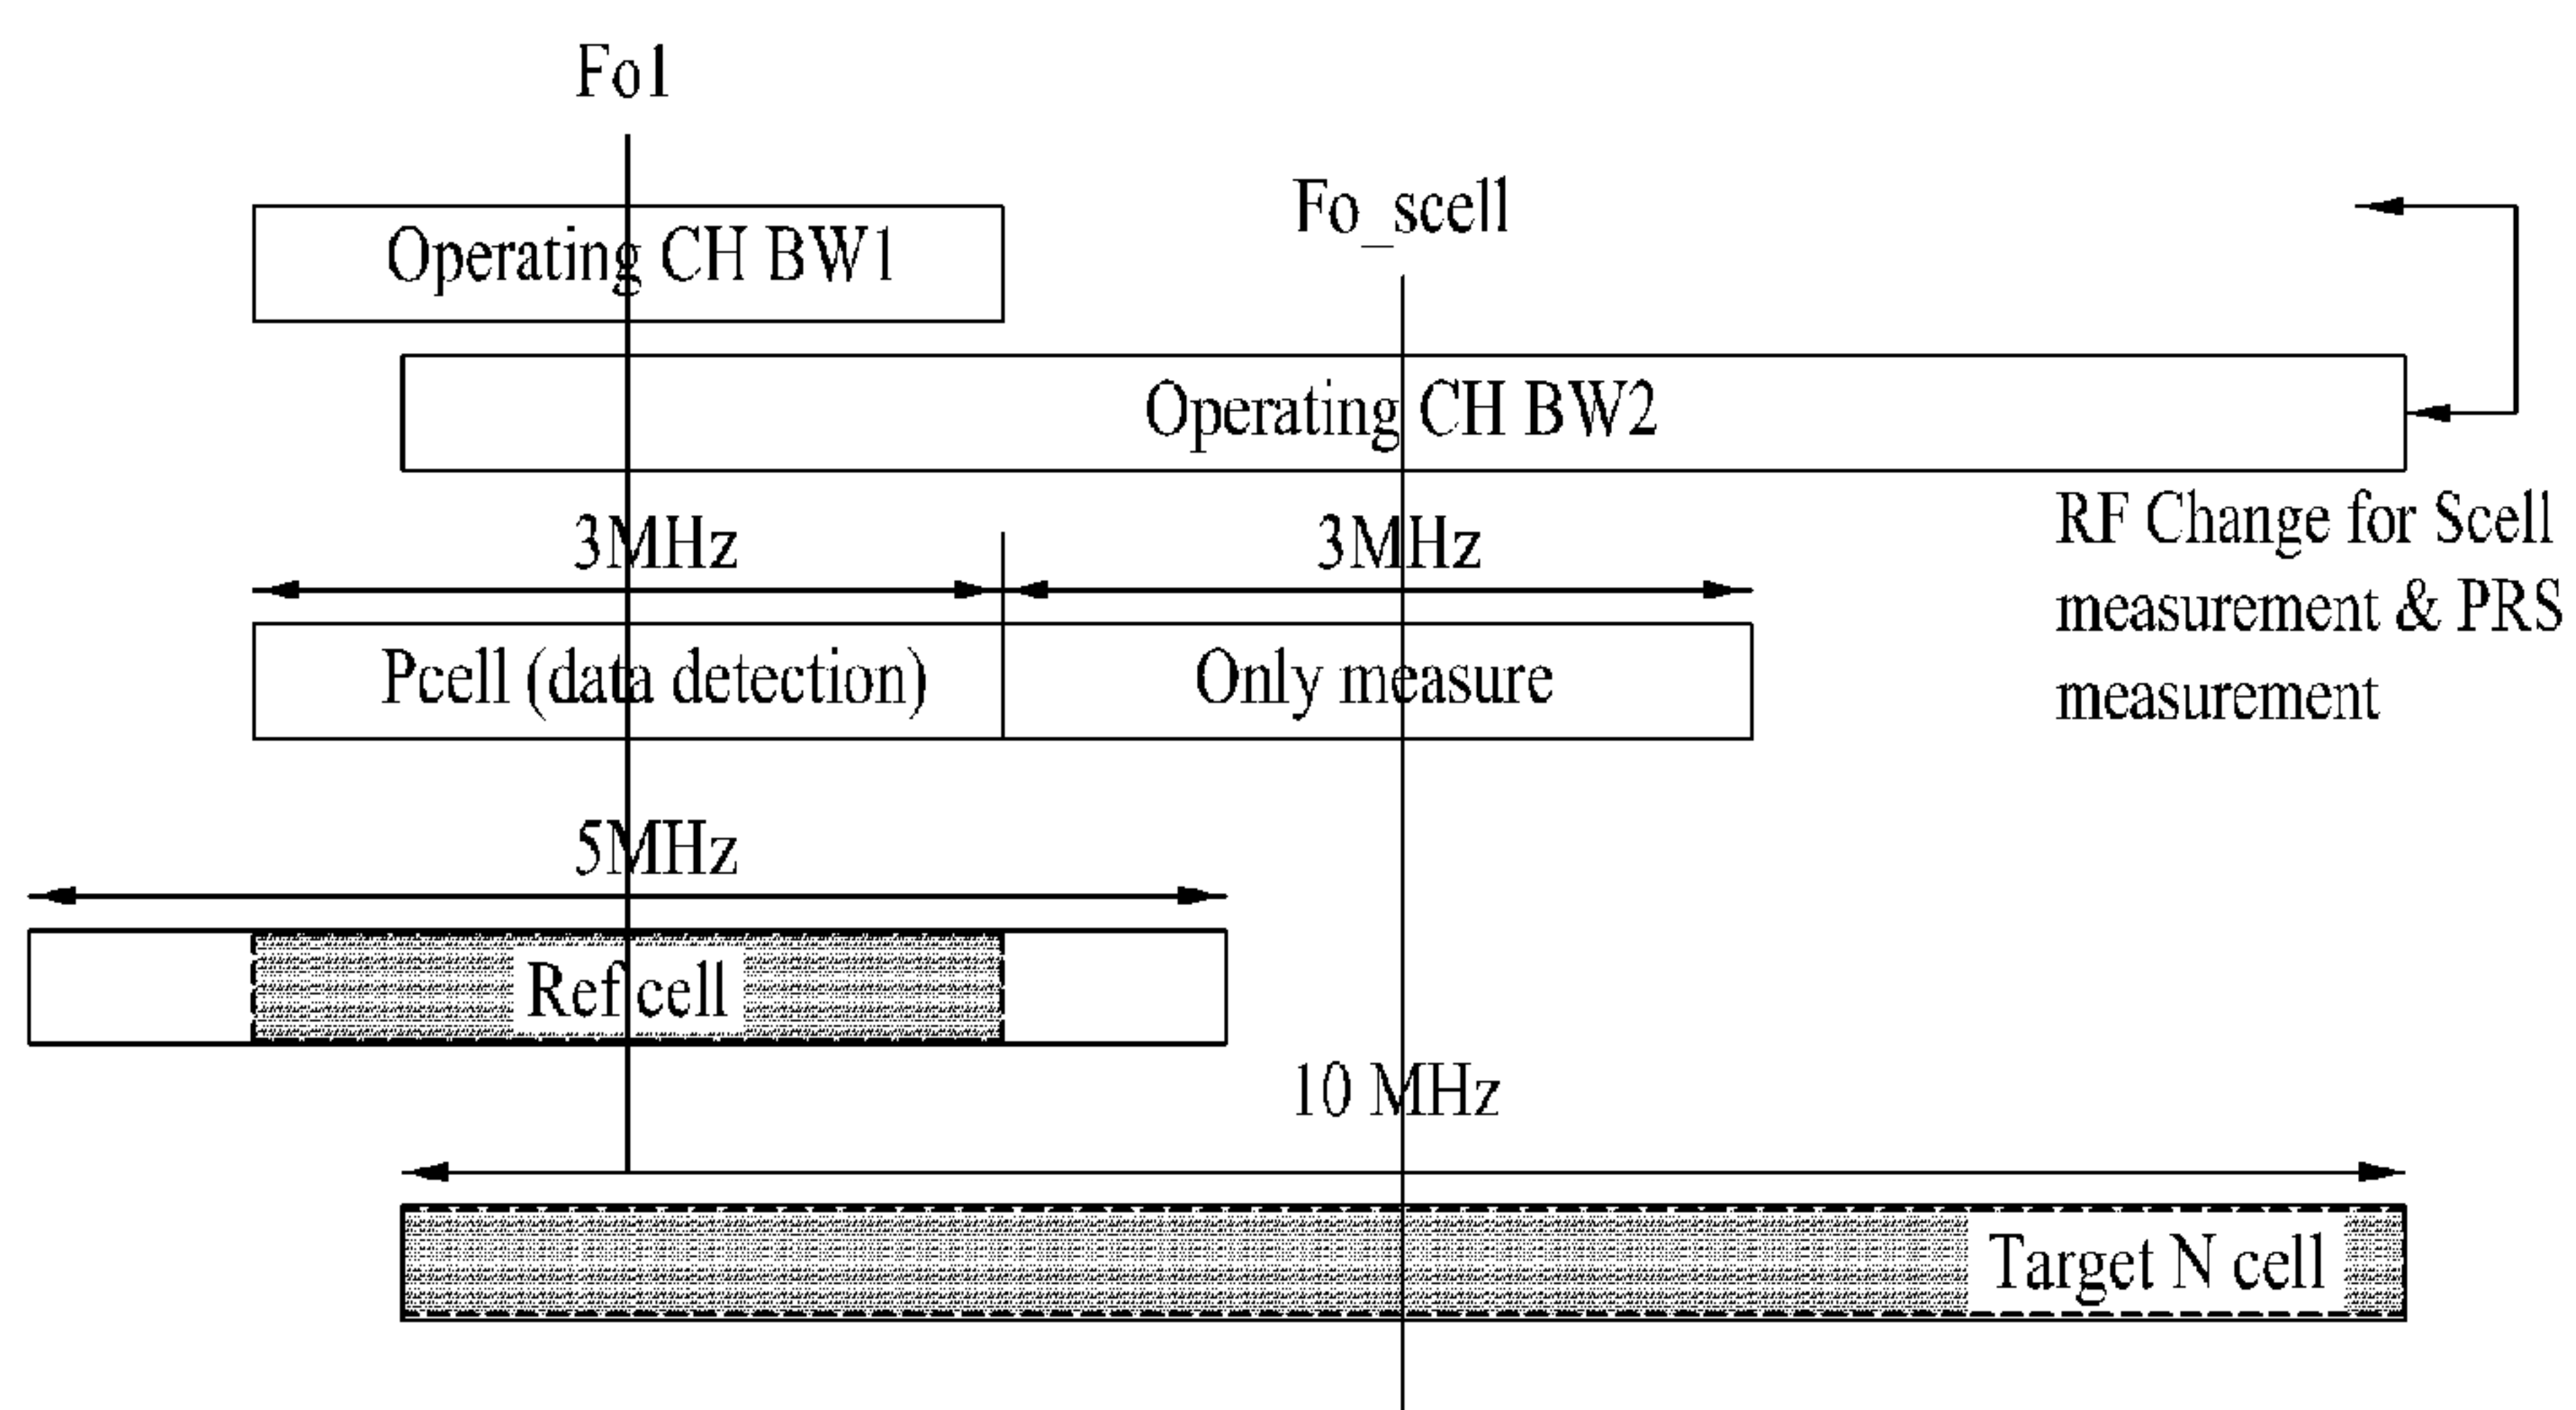 Fo1
Fo_scell
Operating CH BW1
Operating CH BW2
3MHz
3MHz
RF Change for Scell
measurement & PRS
measurement
Pcell (data detection)
Only measure
5MHz
Ref cell
10 MHz
Target N cell